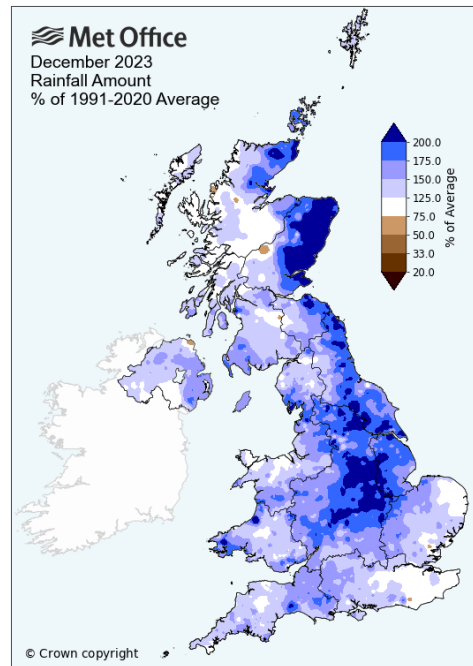 Met Office
December 2023
Rainfall Amount
% of 1991-2020 Average
200.0
175.0
150.0
125.0
75.0
50.0
33.0
20.0
% of Average
© Crown copyright